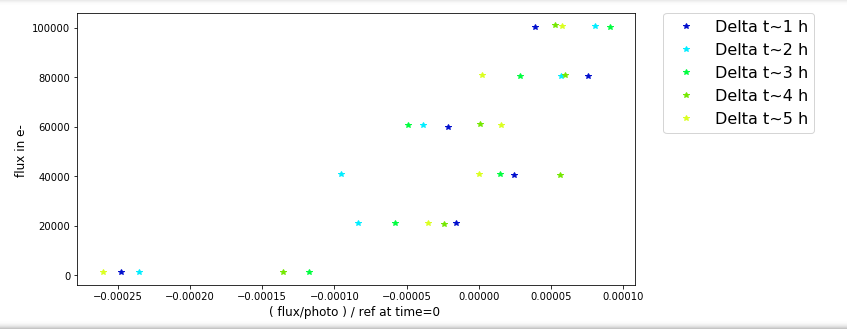 100000
80000
60000
40000
20000
0
flux in e-
−0.00025 −0.00020 −0.00015 −0.00010 −0.00005 0.00000 0.00005 0.00010
( flux/photo ) / ref at time=0
Delta t~1 h
Delta t~2 h
Delta t~3 h
Delta t~4 h
Delta t~5 h